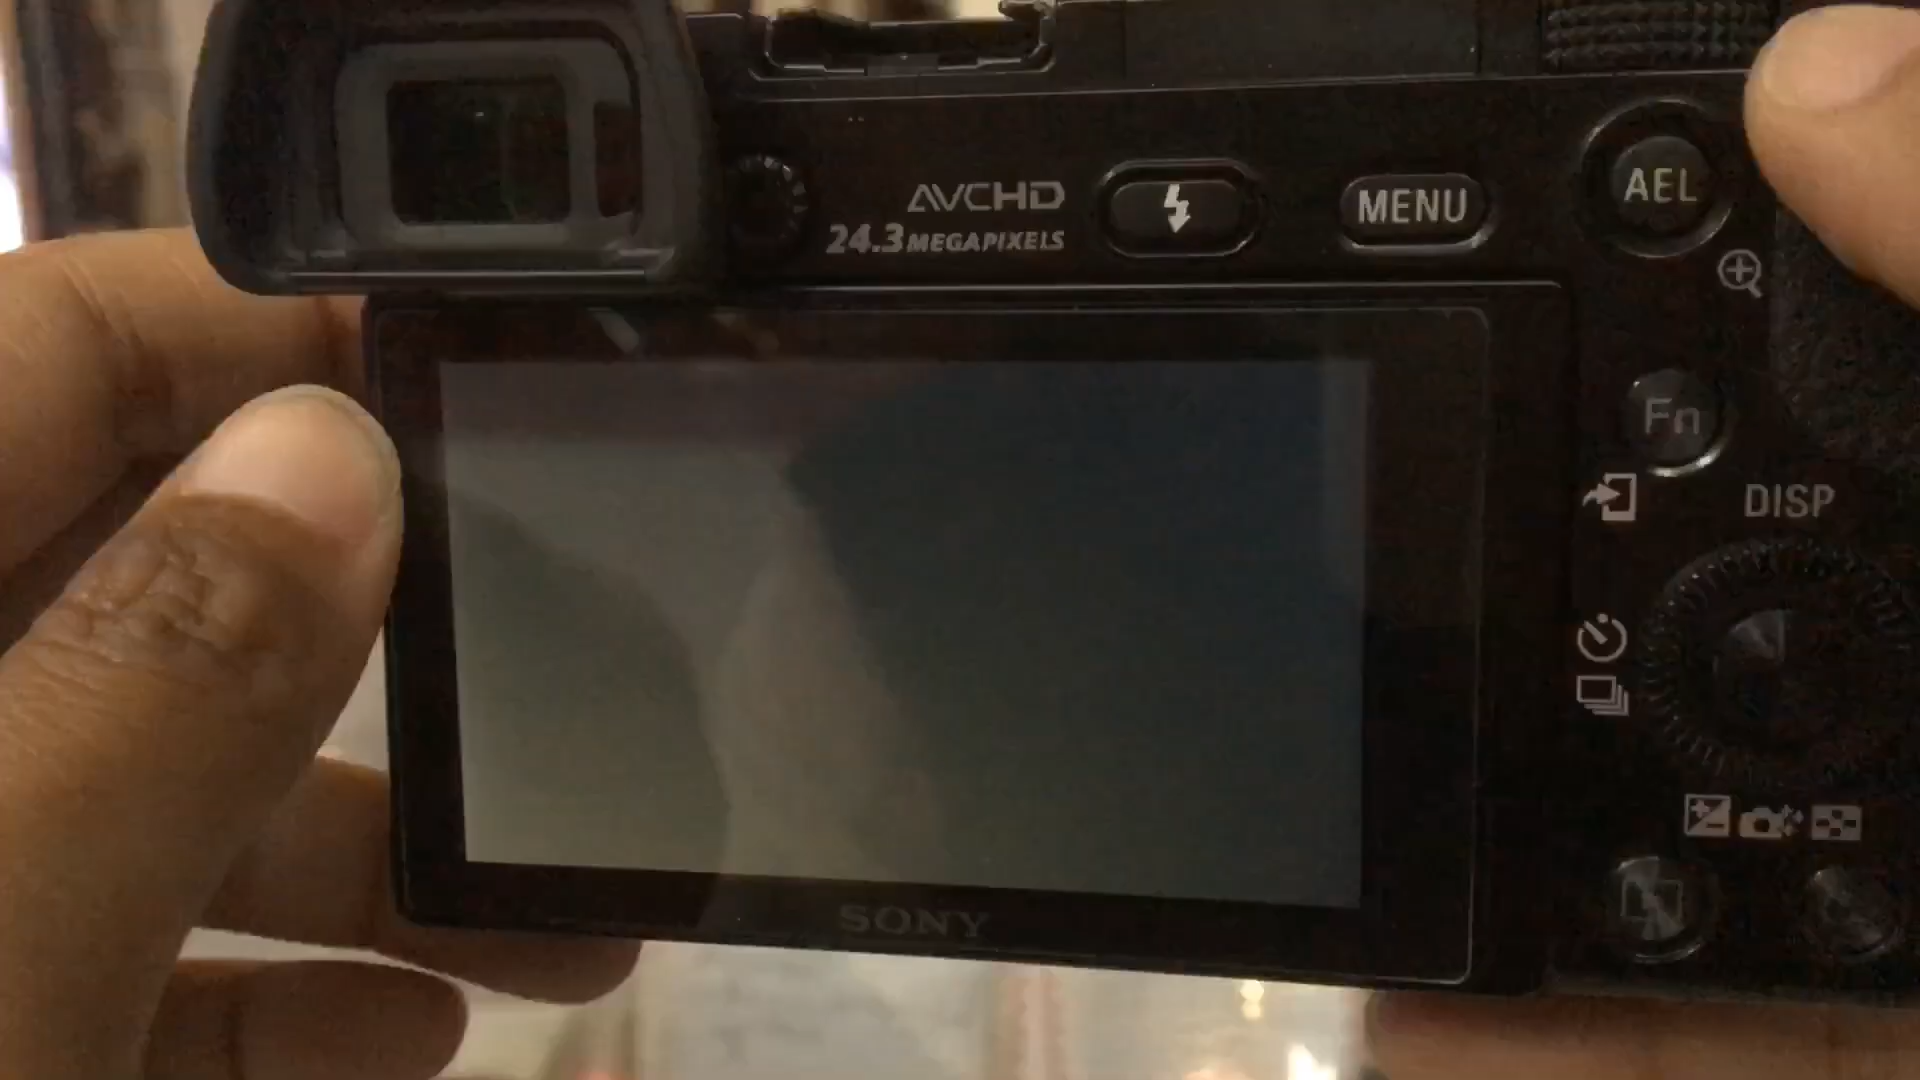 AVCHD
24.3 MEGAPIXELS
MENU
AEL
Fn
DISP
SONY